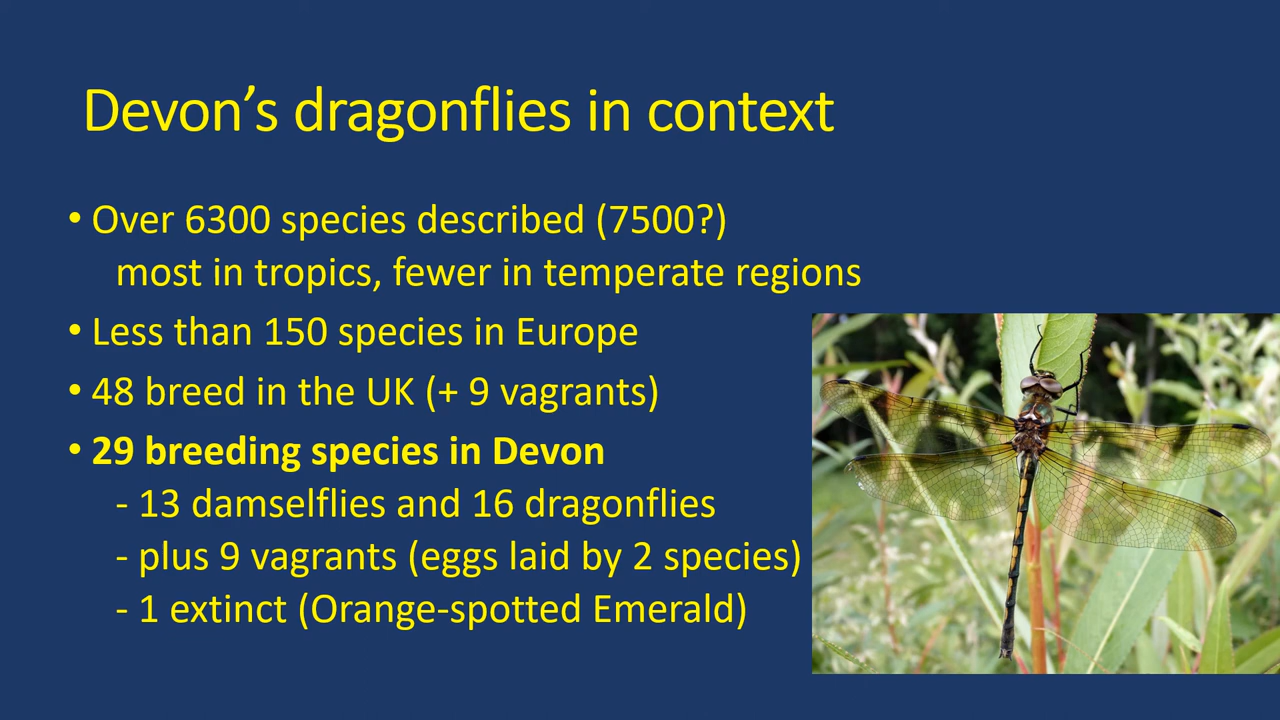 Devon’s dragonflies in context
• Over 6300 species described (7500?)
most in tropics, fewer in temperate regions
• Less than 150 species in Europe
• 48 breed in the UK (+ 9 vagrants)
• 29 breeding species in Devon
- 13 damselflies and 16 dragonflies
- plus 9 vagrants (eggs laid by 2 species)
- 1 extinct (Orange-spotted Emerald)